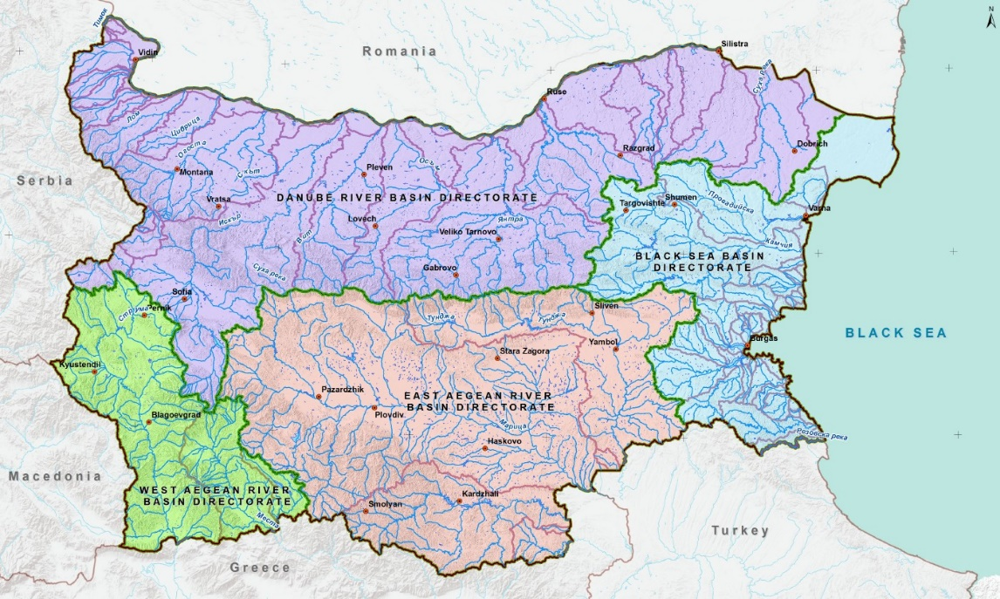 N
Тимок
Silistra
Romania
Vidin
Суха река
Ruse
Лом
Цибрица
Dobrich
Огоста
Razgrad
Осъм
Pleven
Скът
Montana
Serbia
DANUBE RIVER BASIN DIRECTORATE
Vratsa
Targovishte
Shumen
Провадийска
Varna
Искър
Lovech
Янтра
Вит
Veliko Tarnovo
Камчия
BLACK SEA BASIN
DIRECTORATE
Gabrovo
Суха река
Sofia
Струма
Pernik
Sliven
Тунджа
Тунджа
BLACK SEA
Burgas
Yambol
Stara Zagora
Kyustendil
Pazardzhik
EAST AEGEAN RIVER
BASIN DIRECTORATE
Plovdiv
Blagoevgrad
Марица
Резовска река
Haskovo
Macedonia
WEST AEGEAN RIVER
BASIN DIRECTORATE
Kardzhali
Smolyan
Места
Turkey
Greece